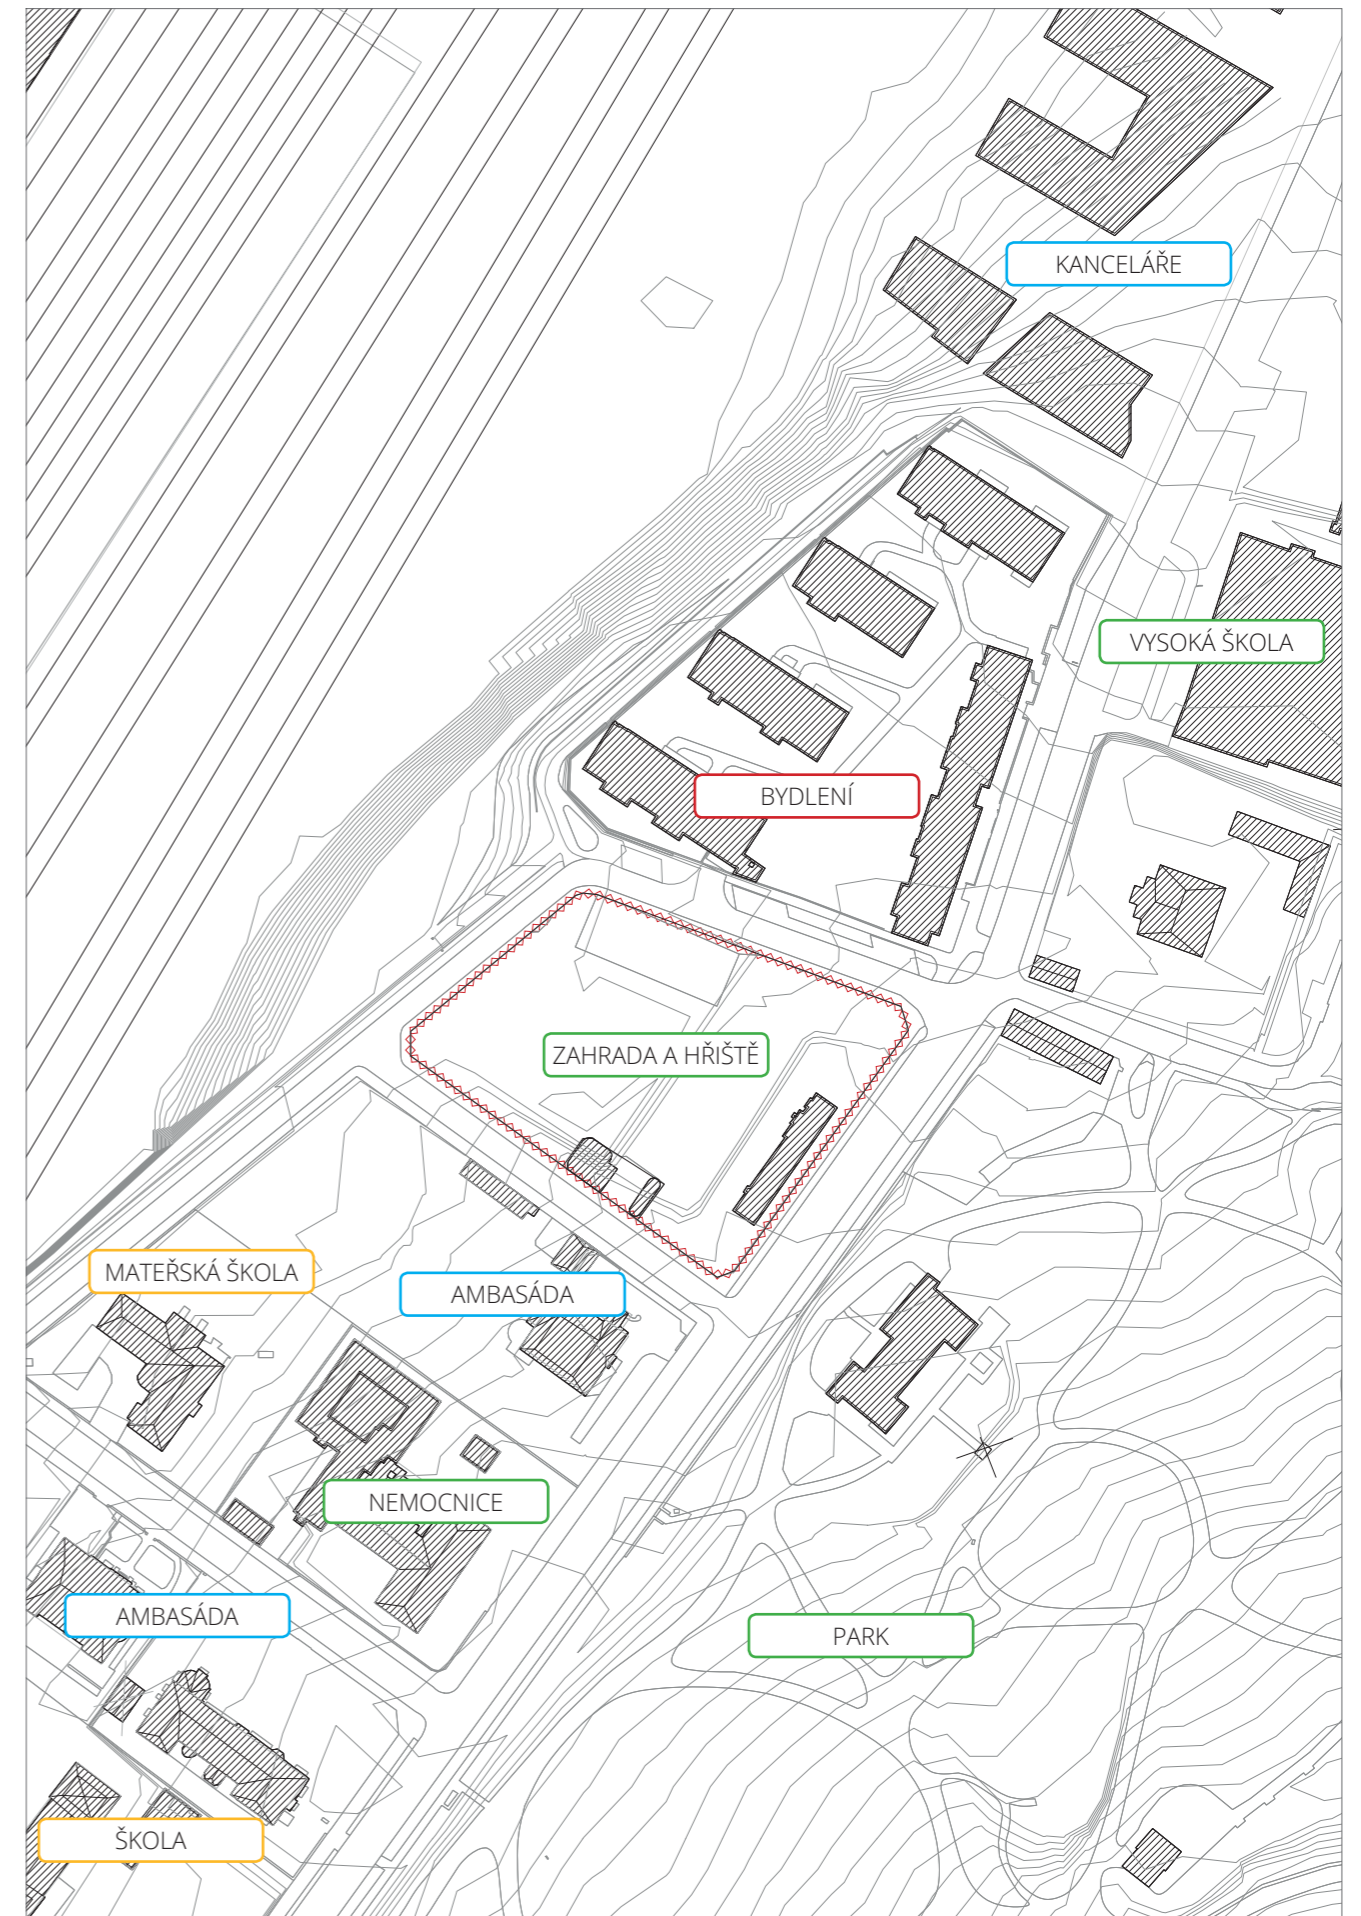 KANCELÁŘE
VYSOKÁ ŠKOLA
BYDLENÍ
ZAHRADA A HŘIŠTĚ
MATEŘSKÁ ŠKOLA
AMBASÁDA
NEMOCNICE
AMBASÁDA
PARK
ŠKOLA